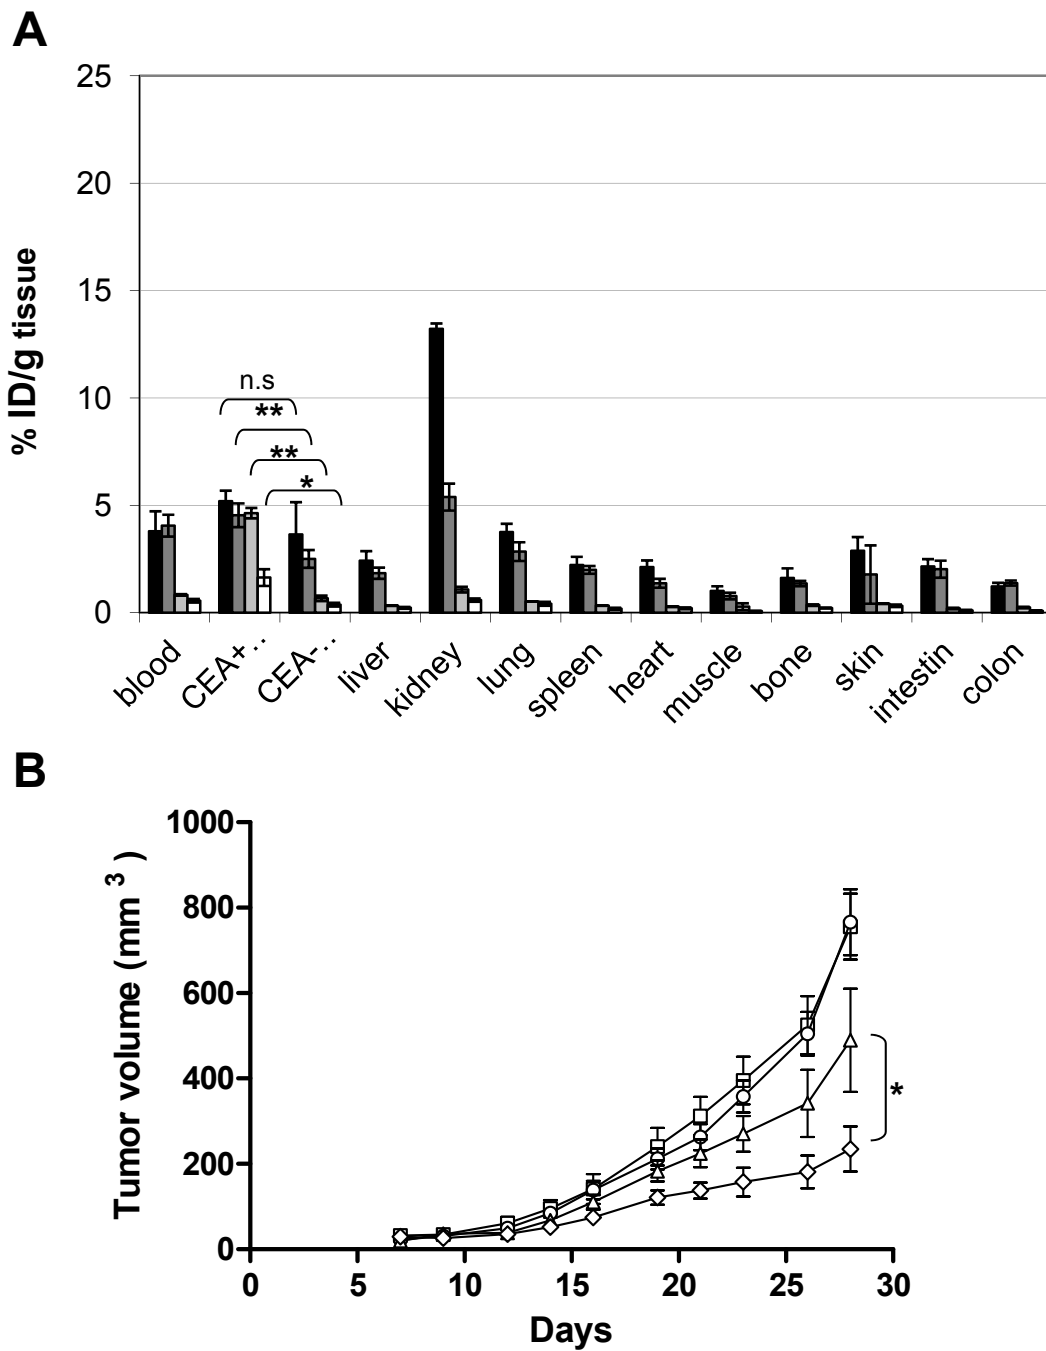 A
25
20
15
10
5
0
% ID/g tissue
n.s
**
**
*
blood
CEA+..
CEA-..
liver
kidney
lung
spleen
heart
muscle
bone
skin
intestin
colon
B
1000
800
600
400
200
0
Tumor volume (mm 3 )
*
0 5 10 15 20 25 30
Days